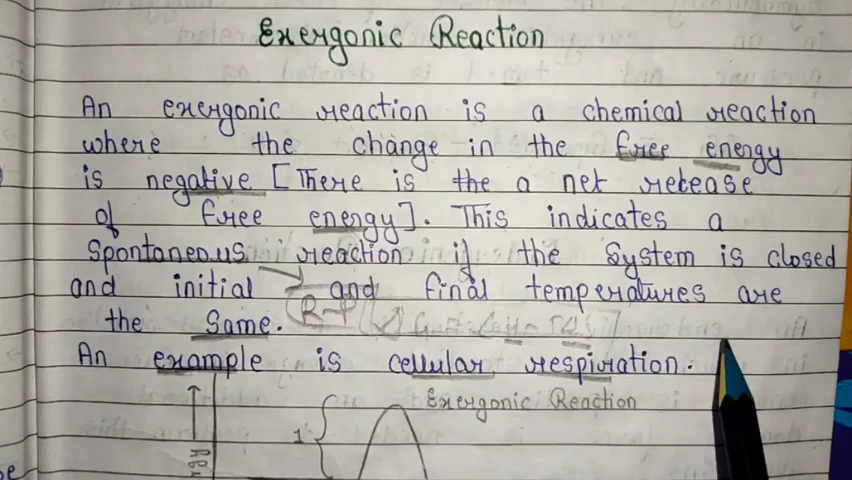 Exergonic Reaction
An exergonic reaction is a chemical reaction
where the change in the free energy
is negative [There is the a net release
of free energy]. This indicates a
spontaneous reaction if the system is closed
and initial and final temperatures are
the same. R-P
An example is cellular respiration.
Exergonic Reaction
1